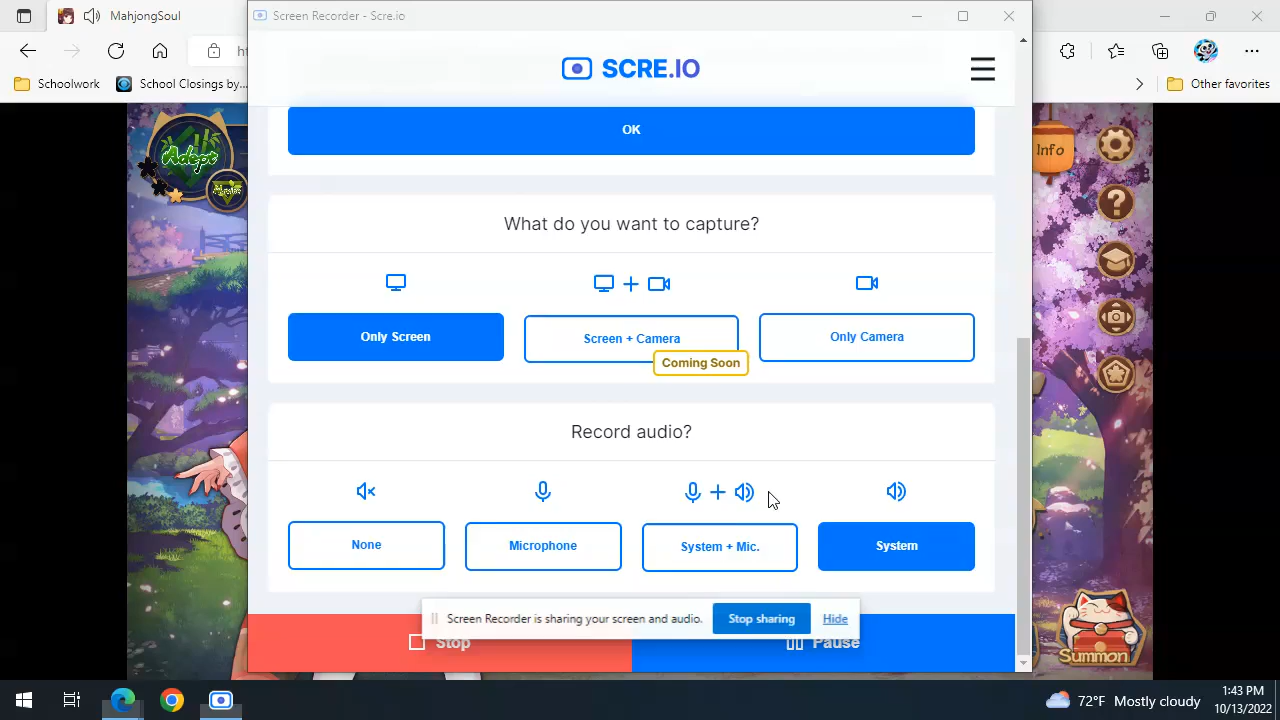 MahjongSoul
Screen Recorder - Scre.io
Schoolwork
School Closings by...
Other favorites
SCRE.IO
Adept
Info
OK
What do you want to capture?
Only Screen
Screen + Camera
Only Camera
Coming Soon
Record audio?
None
Microphone
System + Mic.
System
Screen Recorder is sharing your screen and audio.
Stop sharing
Hide
Stop
Pause
Summon
72°F Mostly cloudy
1:43 PM
10/13/2022